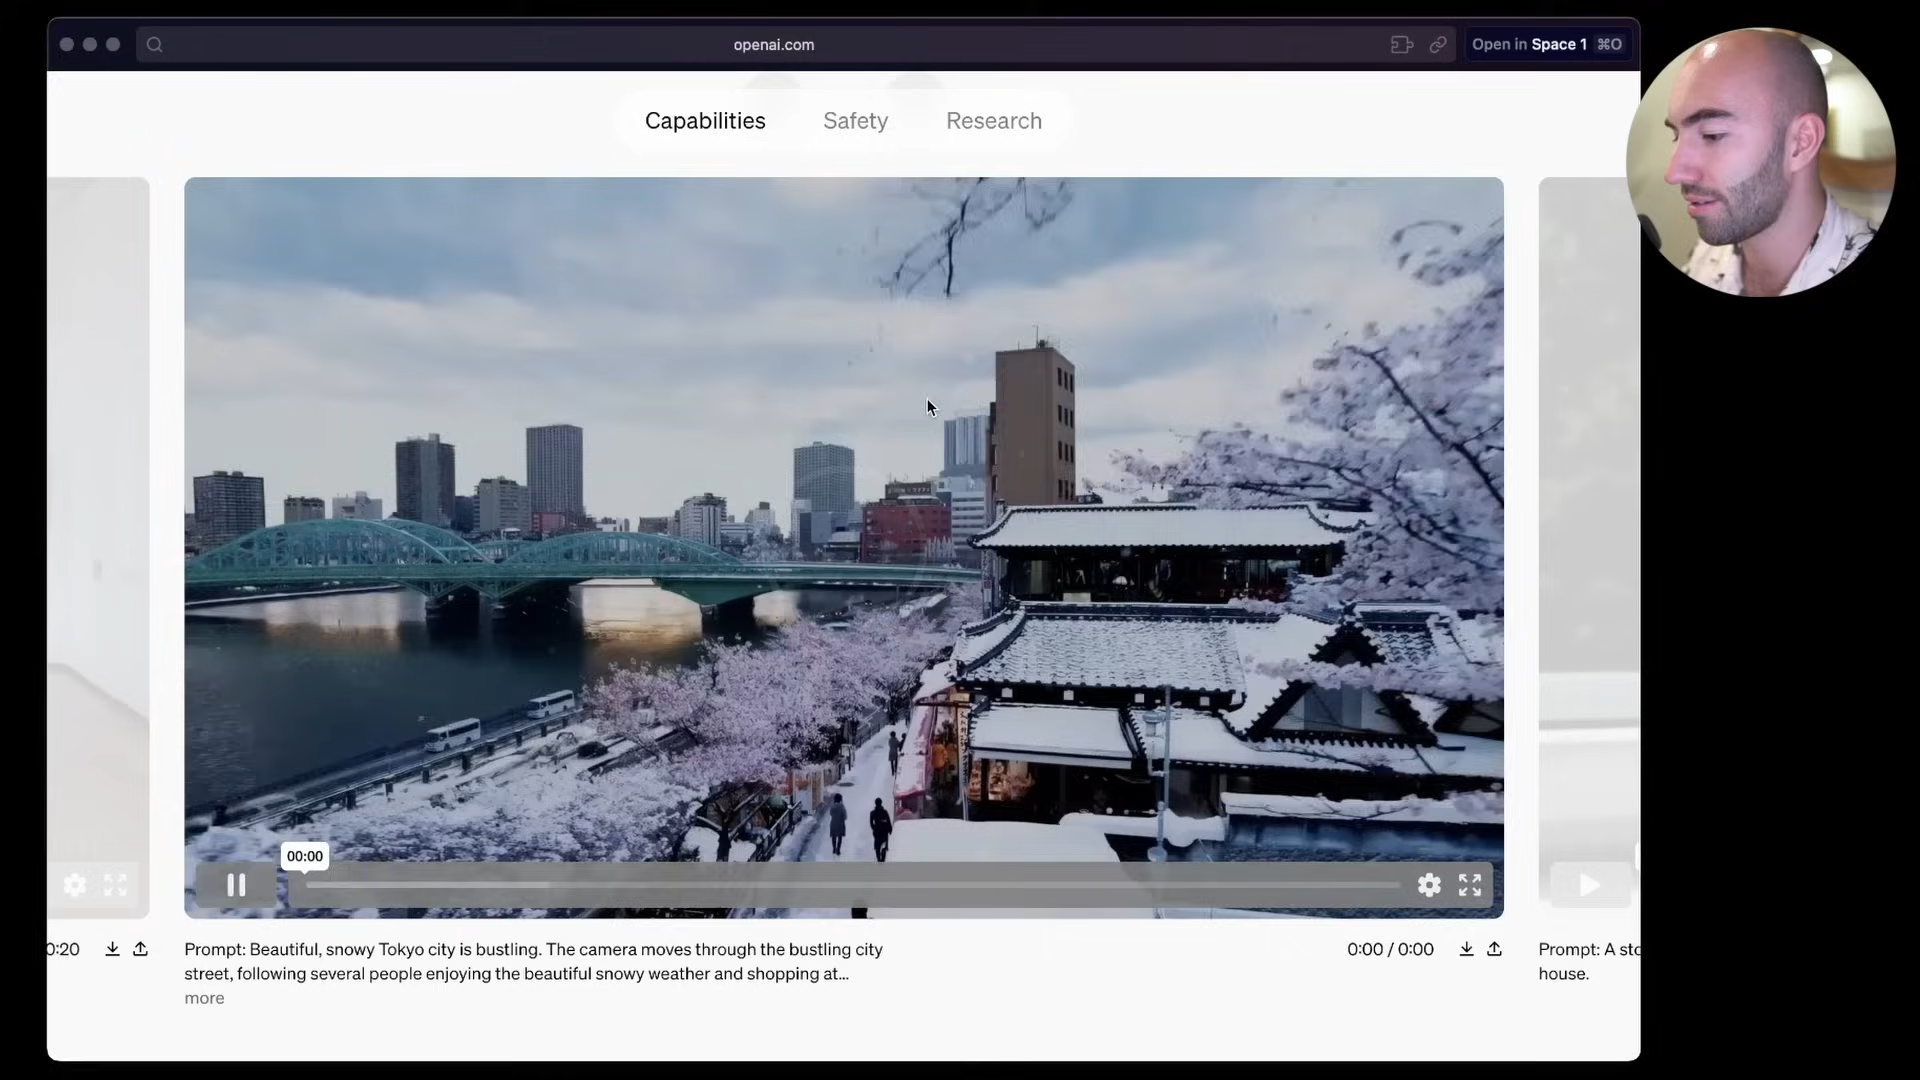 openai.com
Open in Space 1 ⌘O
Capabilities
Safety
Research
00:00
0:20
Prompt: Beautiful, snowy Tokyo city is bustling. The camera moves through the bustling city
street, following several people enjoying the beautiful snowy weather and shopping at...
more
0:00 / 0:00
Prompt: A sto
house.